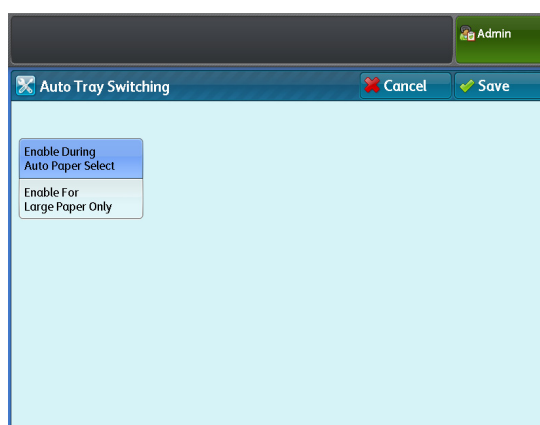 Admin
Auto Tray Switching
Cancel
Save
Enable During
Auto Paper Select
Enable For
Large Paper Only